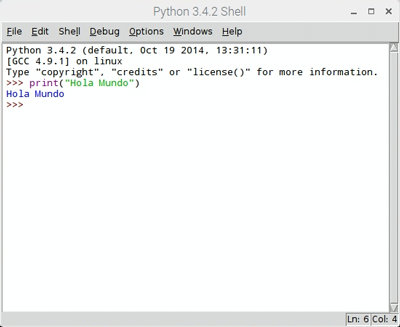 Python 3.4.2 Shell
File Edit Shell Debug Options Windows Help
Python 3.4.2 (default, Oct 19 2014, 13:31:11)
[GCC 4.9.1] on linux
Type "copyright", "credits" or "license()" for more information.
>>> print("Hola Mundo")
Hola Mundo
>>>
Ln: 6 Col: 4